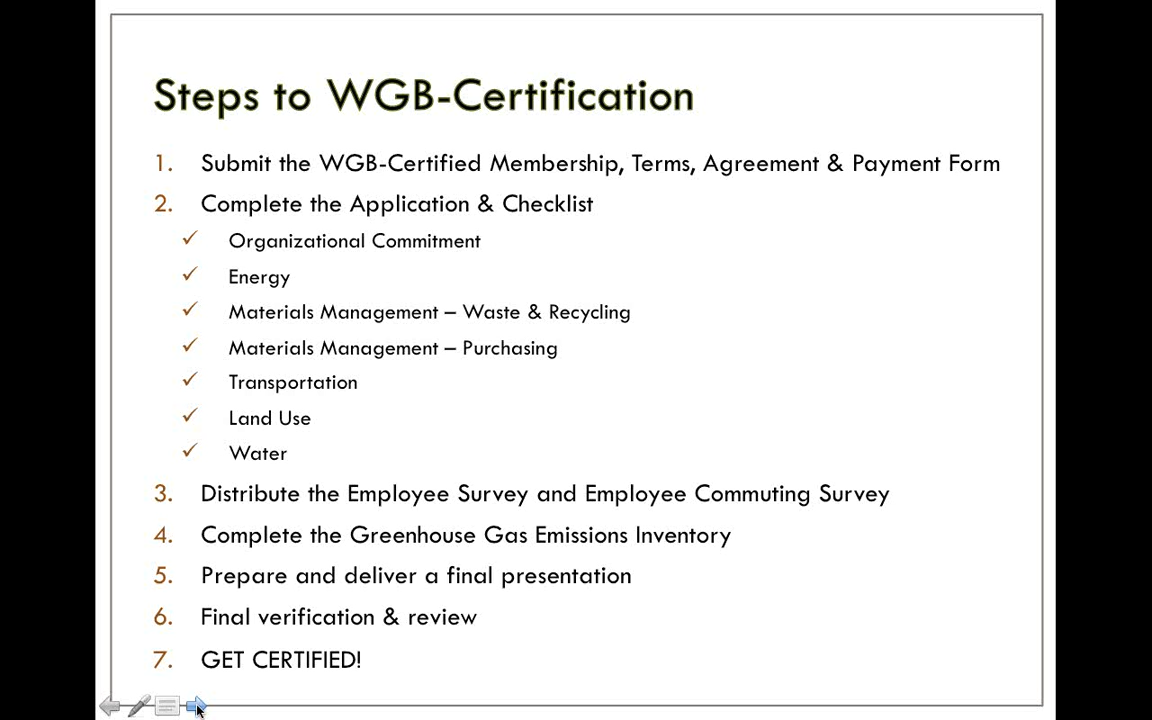 Steps to WGB-Certification
1. Submit the WGB-Certified Membership, Terms, Agreement & Payment Form
2. Complete the Application & Checklist
✓ Organizational Commitment
✓ Energy
✓ Materials Management – Waste & Recycling
✓ Materials Management – Purchasing
✓ Transportation
✓ Land Use
✓ Water
3. Distribute the Employee Survey and Employee Commuting Survey
4. Complete the Greenhouse Gas Emissions Inventory
5. Prepare and deliver a final presentation
6. Final verification & review
7. GET CERTIFIED!